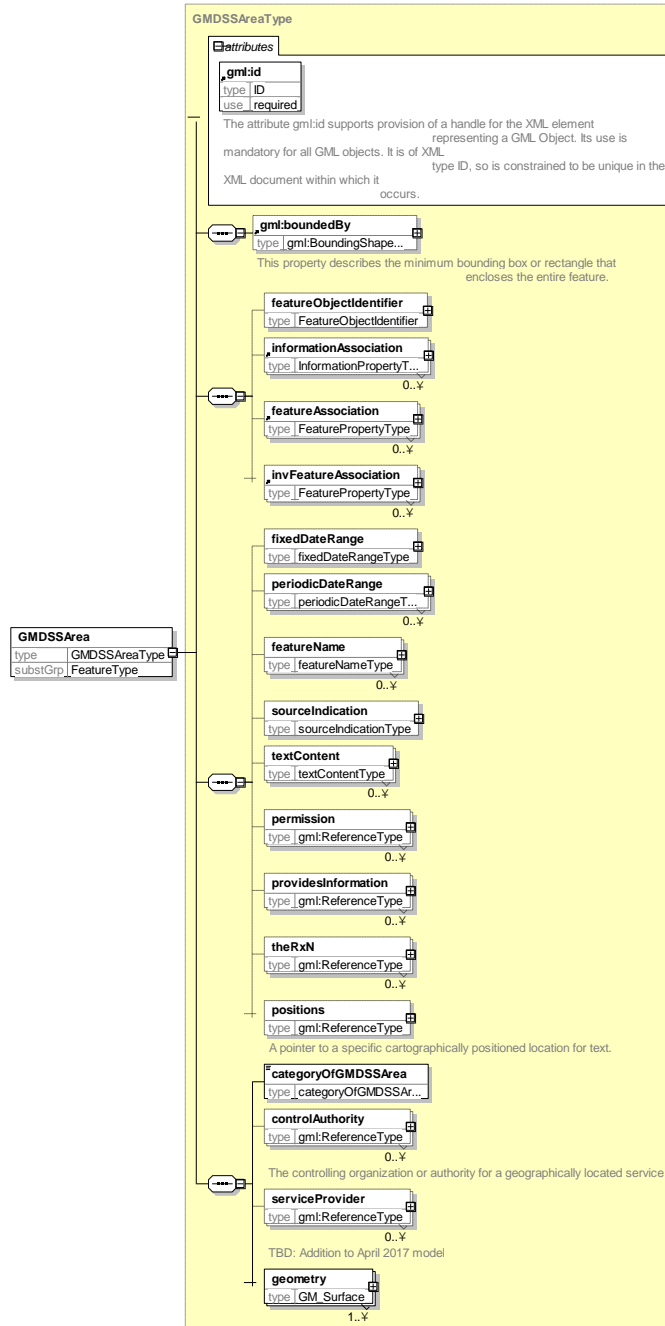 GMDSSAreaType
attributes
gml:id
type ID
use required
The attribute gml:id supports provision of a handle for the XML element
representing a GML Object. Its use is
mandatory for all GML objects. It is of XML
type ID, so is constrained to be unique in the
XML document within which it
occurs.
gml:boundedBy
type gml:BoundingShape...
This property describes the minimum bounding box or rectangle that
encloses the entire feature.
featureObjectIdentifier
type FeatureObjectIdentifier
informationAssociation
type InformationPropertyT...
0..¥
featureAssociation
type FeaturePropertyType
0..¥
invFeatureAssociation
type FeaturePropertyType
0..¥
fixedDateRange
type fixedDateRangeType
periodicDateRange
type periodicDateRangeT...
0..¥
GMDSSArea
type GMDSSAreaType
substGrp FeatureType
featureName
type featureNameType
0..¥
sourceIndication
type sourceIndicationType
textContent
type textContentType
0..¥
permission
type gml:ReferenceType
0..¥
providesInformation
type gml:ReferenceType
0..¥
theRxN
type gml:ReferenceType
0..¥
positions
type gml:ReferenceType
A pointer to a specific cartographically positioned location for text.
categoryOfGMDSSArea
type categoryOfGMDSSAr...
controlAuthority
type gml:ReferenceType
0..¥
The controlling organization or authority for a geographically located service
serviceProvider
type gml:ReferenceType
0..¥
TBD: Addition to April 2017 model
geometry
type GM_Surface
1..¥